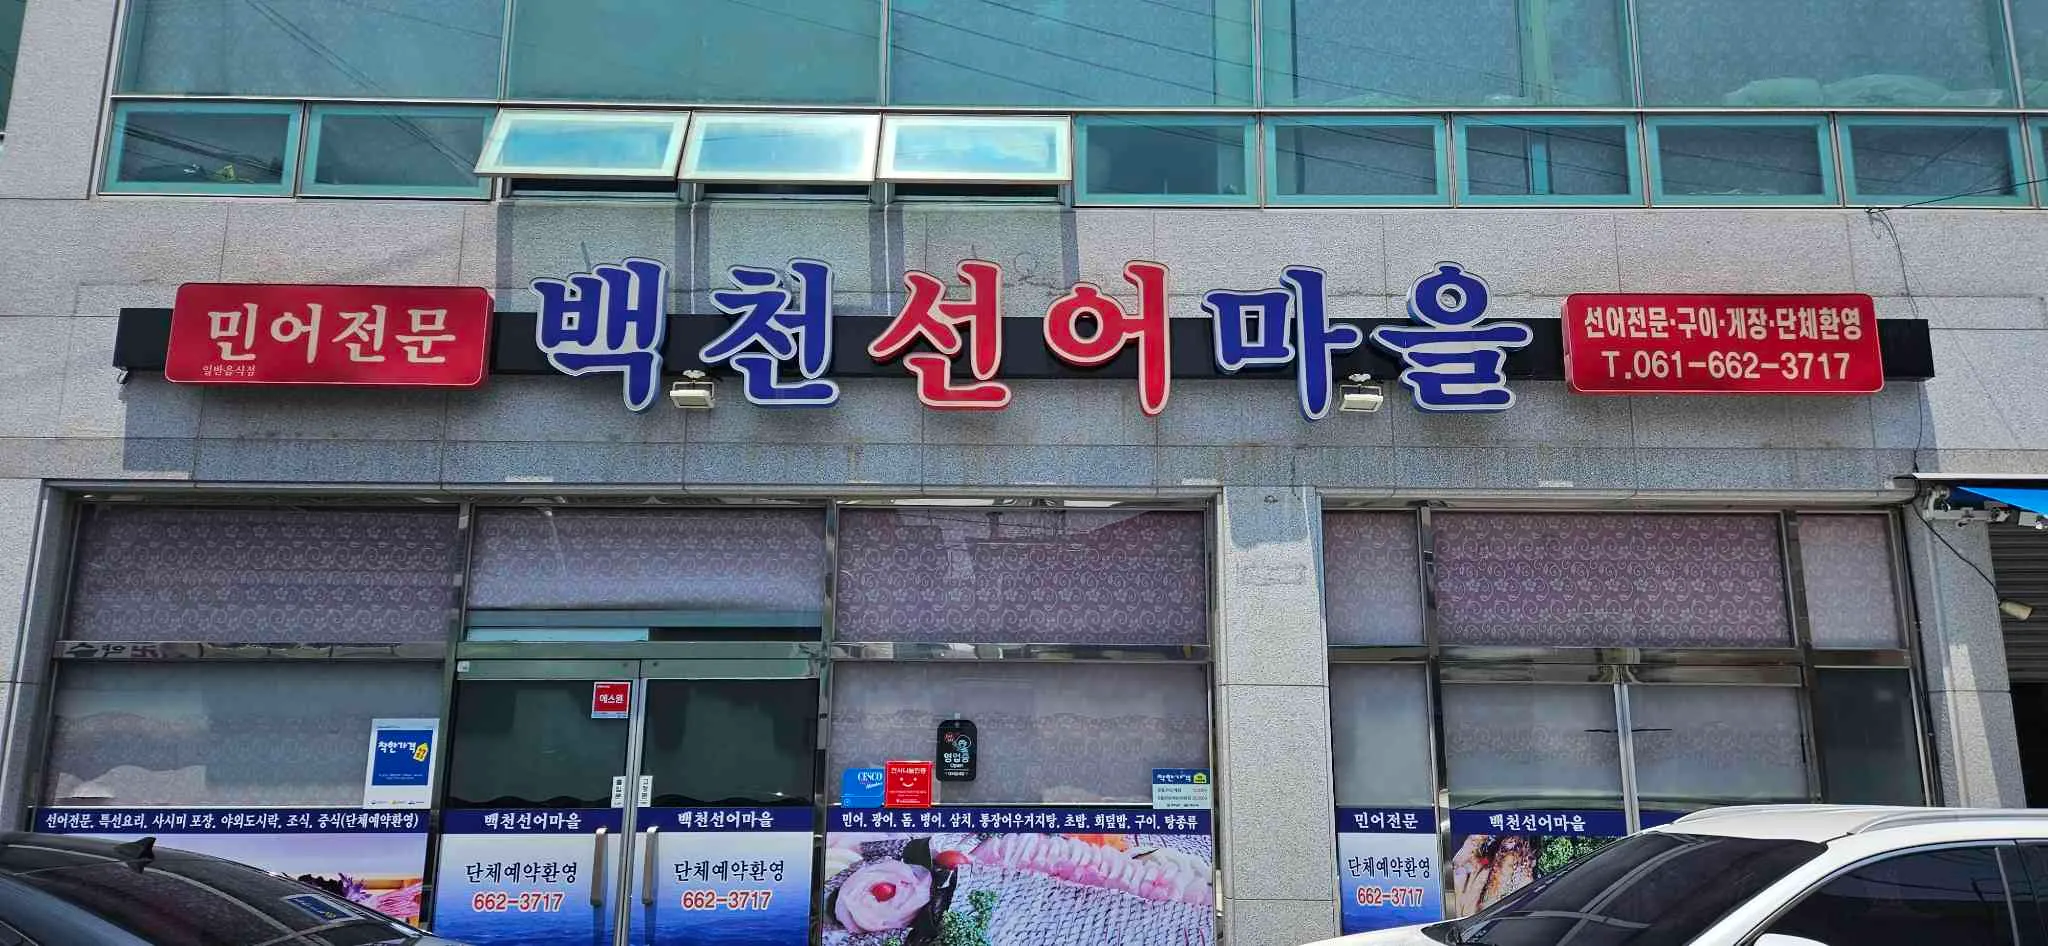 민어전문
일반음식점
백천선어마을
선어전문·구이·게장·단체환영
T.061-662-3717
에스원
착한가격
영업중
Open
CESCO
Member
착한가격
선어전문, 특선요리, 사시미 포장, 야외도시락, 조식, 중식(단체예약환영)
백천선어마을
단체예약환영
662-3717
백천선어마을
단체예약환영
662-3717
민어, 광어, 돔, 병어, 삼치, 통장어우거지탕, 초밥, 회덮밥, 구이, 탕종류
민어전문
단체예약환영
662-3717
백천선어마을